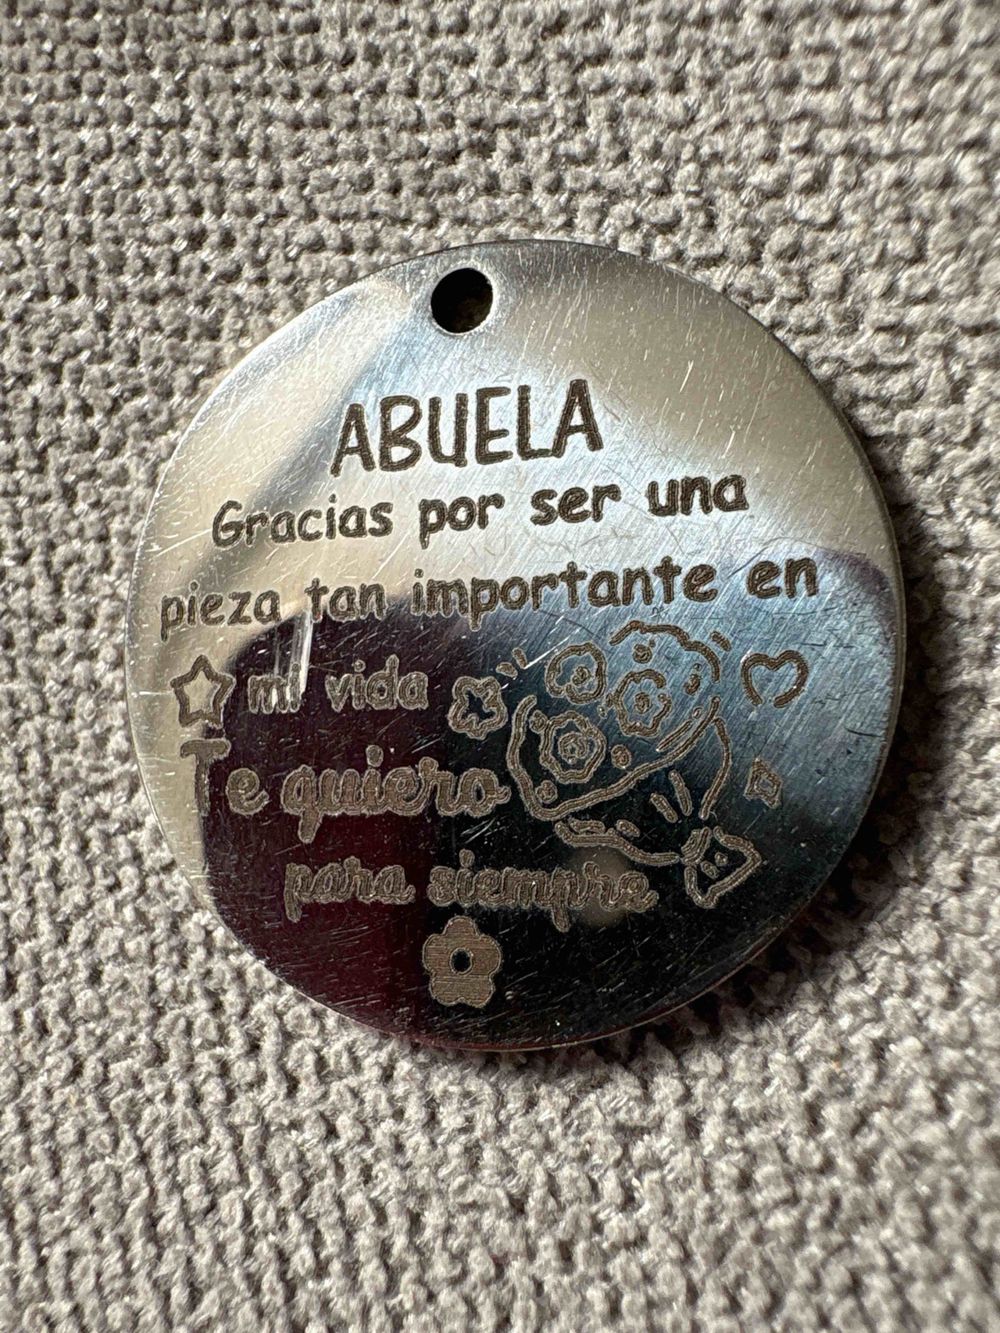 ABUELA
Gracias por ser una
pieza tan importante en
mi vida
Te quiero
para siempre